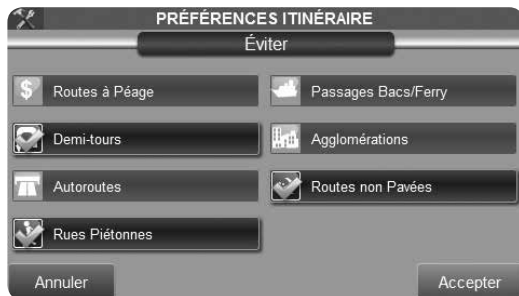 PRÉFÉRENCES ITINÉRAIRE
Éviter
$ Routes à Péage
Passages Bacs/Ferry
Demi-tours
Agglomérations
Autoroutes
Routes non Pavées
Rues Piétonnes
Annuler
Accepter